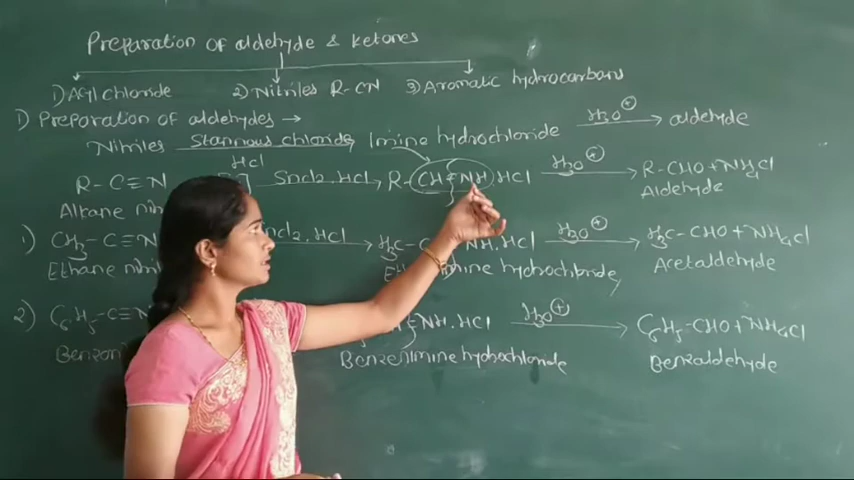 Preparation of aldehyde & ketones
1) Acyl chloride 2) Nitriles R-CN 3) Aromatic hydrocarbons
1) Preparation of aldehydes →
Nitriles Stannous chloride / HCl → Imine hydrochloride H3O⊕ → aldehyde
R-C≡N SnCl2, HCl → R-CH=NH.HCl H3O⊕ → R-CHO + NH4Cl
Alkane Aldehyde
1) CH3-C≡N HCl → H3C- NH.HCl H3O⊕ → H3C-CHO + NH4Cl
Ethane hydrochloride Acetaldehyde
2) C6H5-C≡N NH.HCl H3O⊕ → C6H5-CHO + NH4Cl
Benzenimine hydrochloride Benzaldehyde